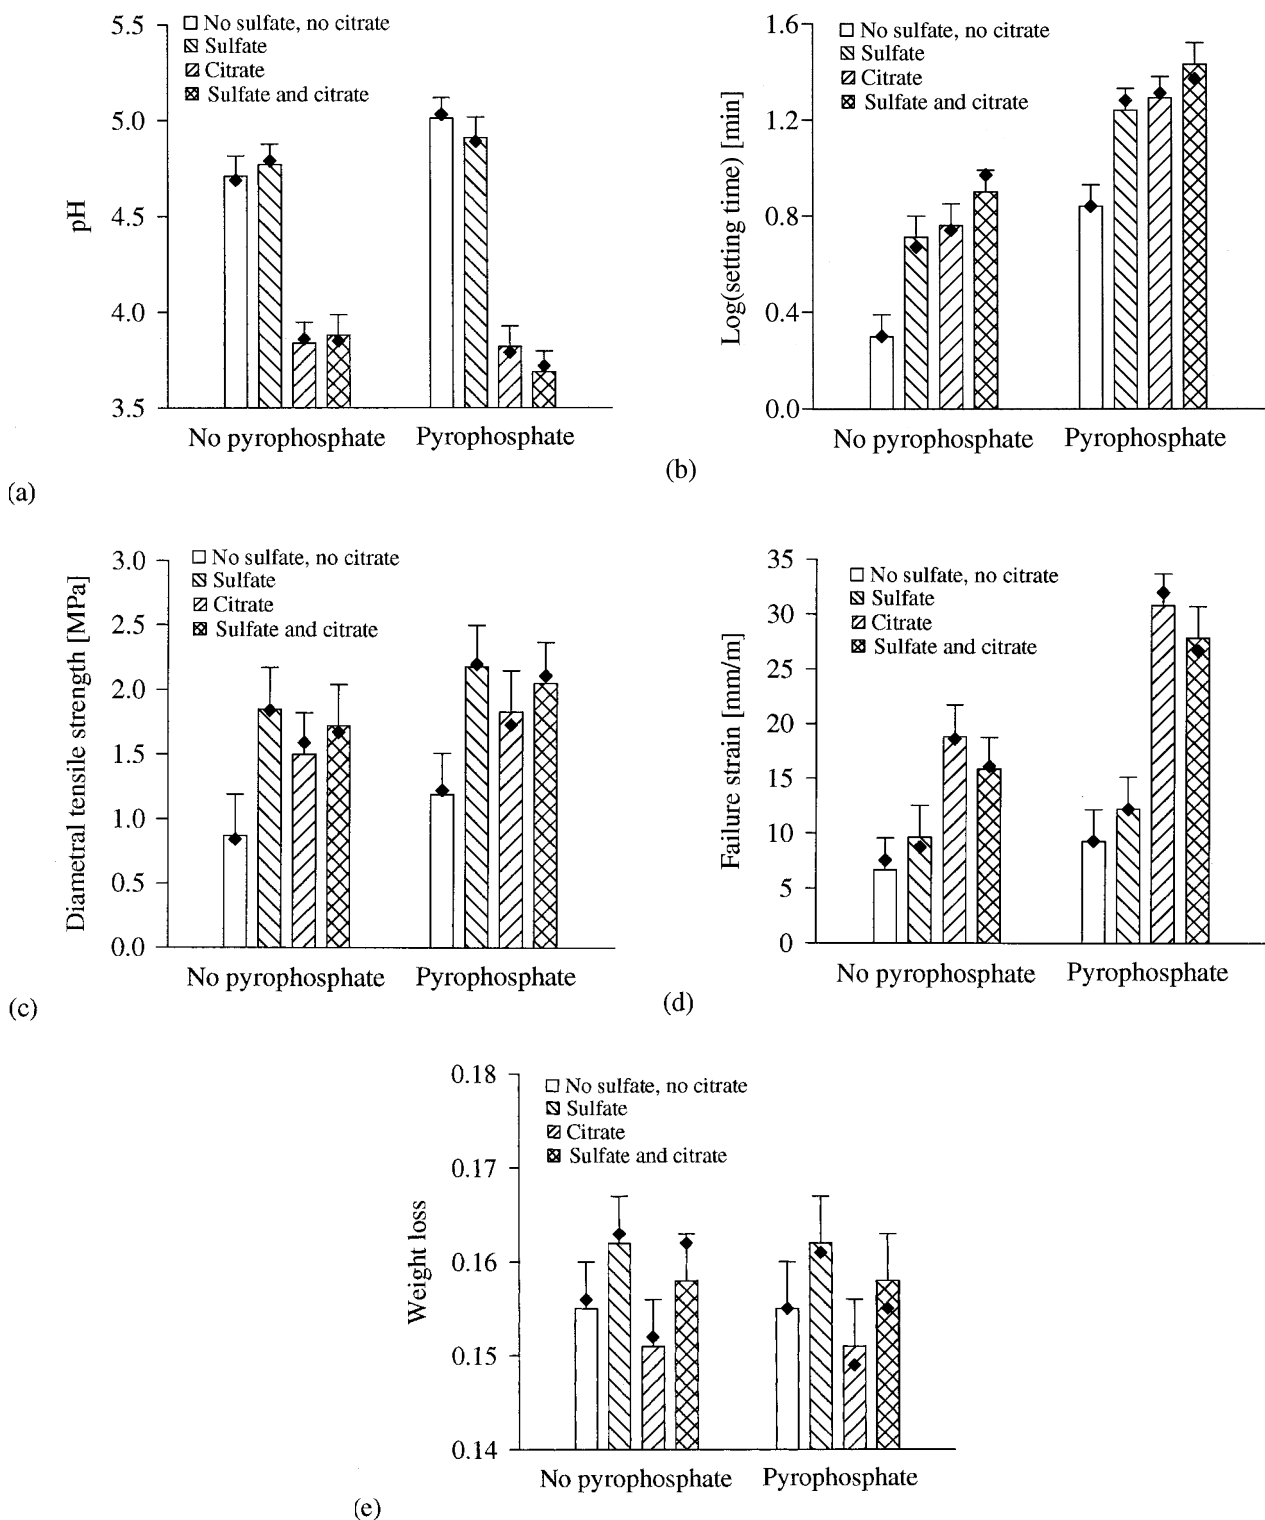 5.5
5.0
4.5
4.0
3.5
pH
No sulfate, no citrate
Sulfate
Citrate
Sulfate and citrate
No pyrophosphate
Pyrophosphate
(a)
1.6
1.2
0.8
0.4
0.0
Log(setting time) [min]
No sulfate, no citrate
Sulfate
Citrate
Sulfate and citrate
No pyrophosphate
Pyrophosphate
(b)
3.0
2.5
2.0
1.5
1.0
0.5
0.0
Diametral tensile strength [MPa]
No sulfate, no citrate
Sulfate
Citrate
Sulfate and citrate
No pyrophosphate
Pyrophosphate
(c)
35
30
25
20
15
10
5
0
Failure strain [mm/m]
No sulfate, no citrate
Sulfate
Citrate
Sulfate and citrate
No pyrophosphate
Pyrophosphate
(d)
0.18
0.17
0.16
0.15
0.14
Weight loss
No sulfate, no citrate
Sulfate
Citrate
Sulfate and citrate
No pyrophosphate
Pyrophosphate
(e)